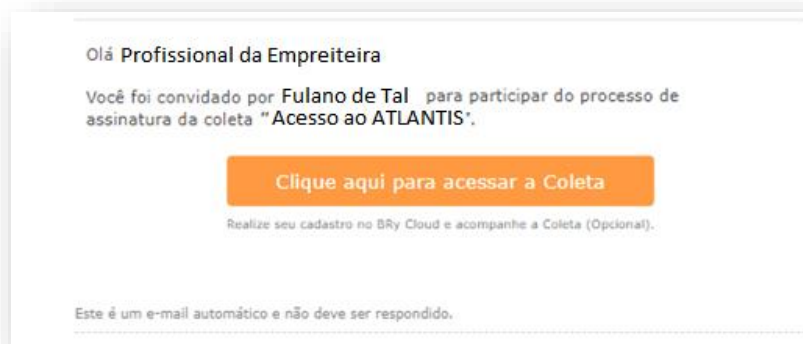 Olá Profissional da Empreiteira
Você foi convidado por Fulano de Tal para participar do processo de
assinatura da coleta "Acesso ao ATLANTIS".
Clique aqui para acessar a Coleta
Realize seu cadastro no BRy Cloud e acompanhe a Coleta (Opcional).
Este é um e-mail automático e não deve ser respondido.